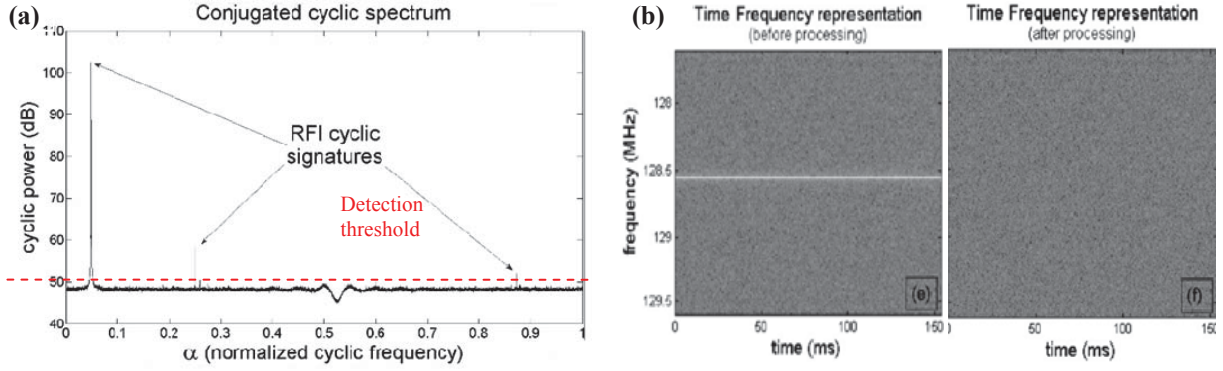 (a)
Conjugated cyclic spectrum
cyclic power (dB)
110
100
90
80
70
60
50
40
RFI cyclic
signatures
Detection
threshold
0 0.1 0.2 0.3 0.4 0.5 0.6 0.7 0.8 0.9 1
α (normalized cyclic frequency)
(b)
Time Frequency representation
(before processing)
frequency (MHz)
128
128.5
129
129.5
(e)
0 50 100 150
time (ms)
Time Frequency representation
(after processing)
(f)
0 50 100 150
time (ms)